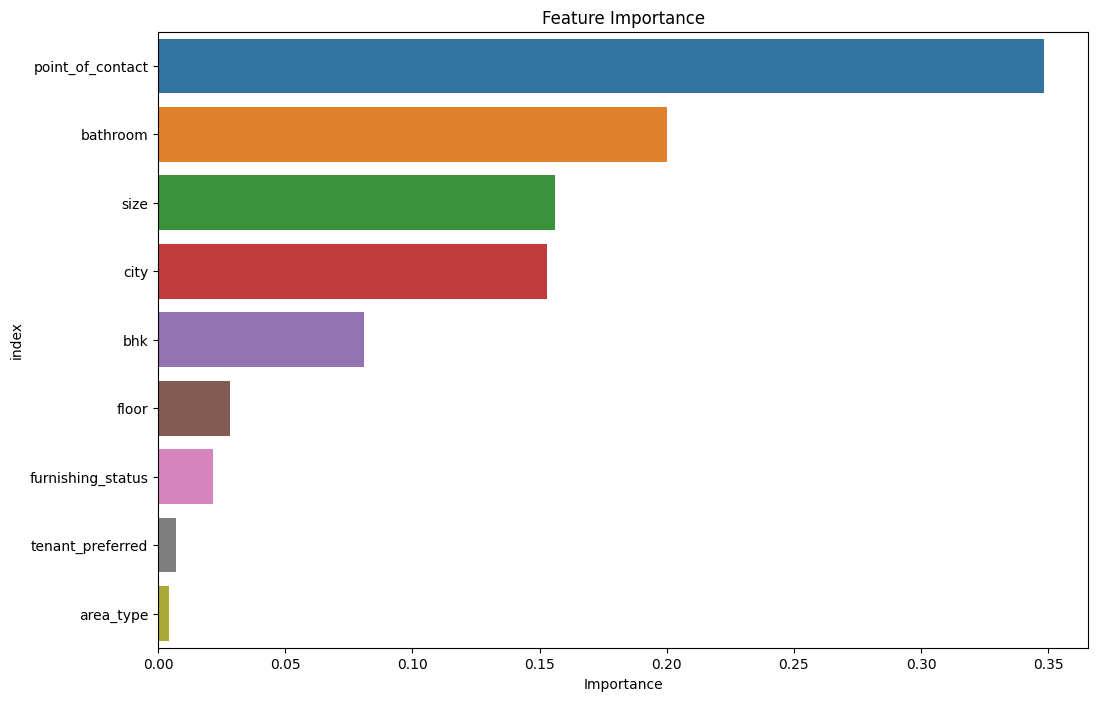 Feature Importance
point_of_contact
bathroom
size
city
bhk
floor
furnishing_status
tenant_preferred
area_type
index
0.00 0.05 0.10 0.15 0.20 0.25 0.30 0.35
Importance